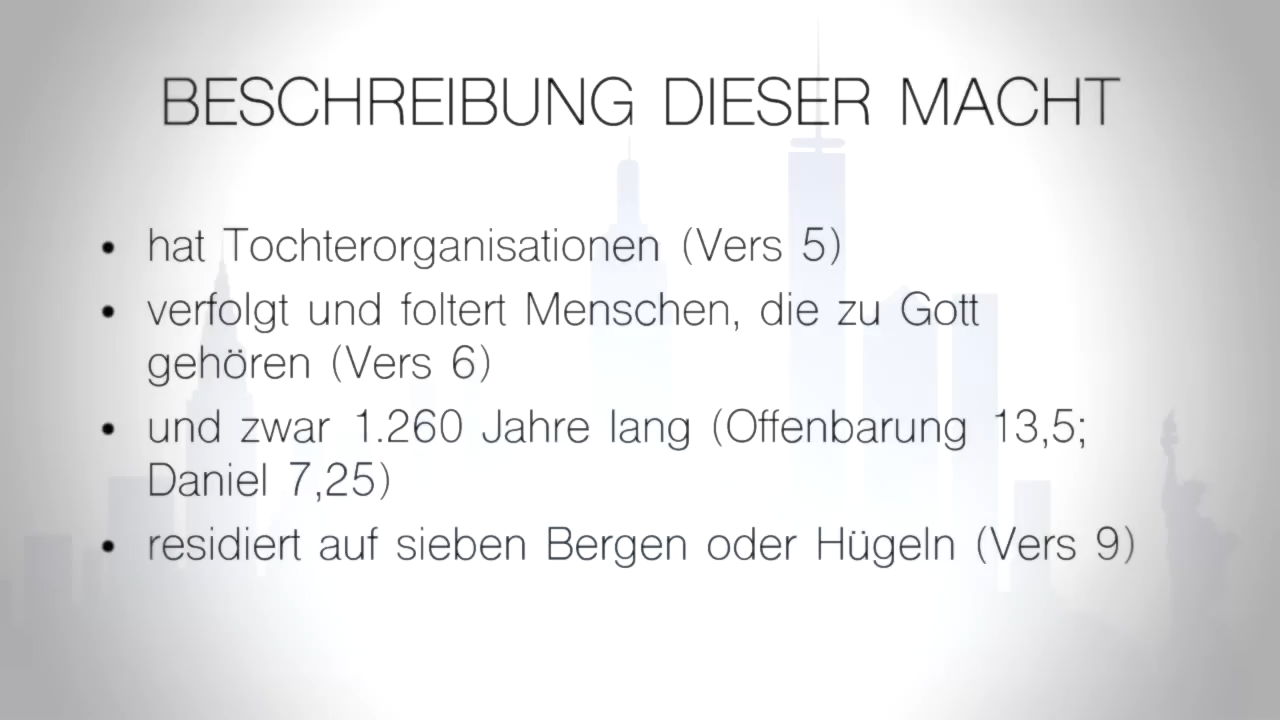 BESCHREIBUNG DIESER MACHT
• hat Tochterorganisationen (Vers 5)
• verfolgt und foltert Menschen, die zu Gott
gehören (Vers 6)
• und zwar 1.260 Jahre lang (Offenbarung 13,5;
Daniel 7,25)
• residiert auf sieben Bergen oder Hügeln (Vers 9)